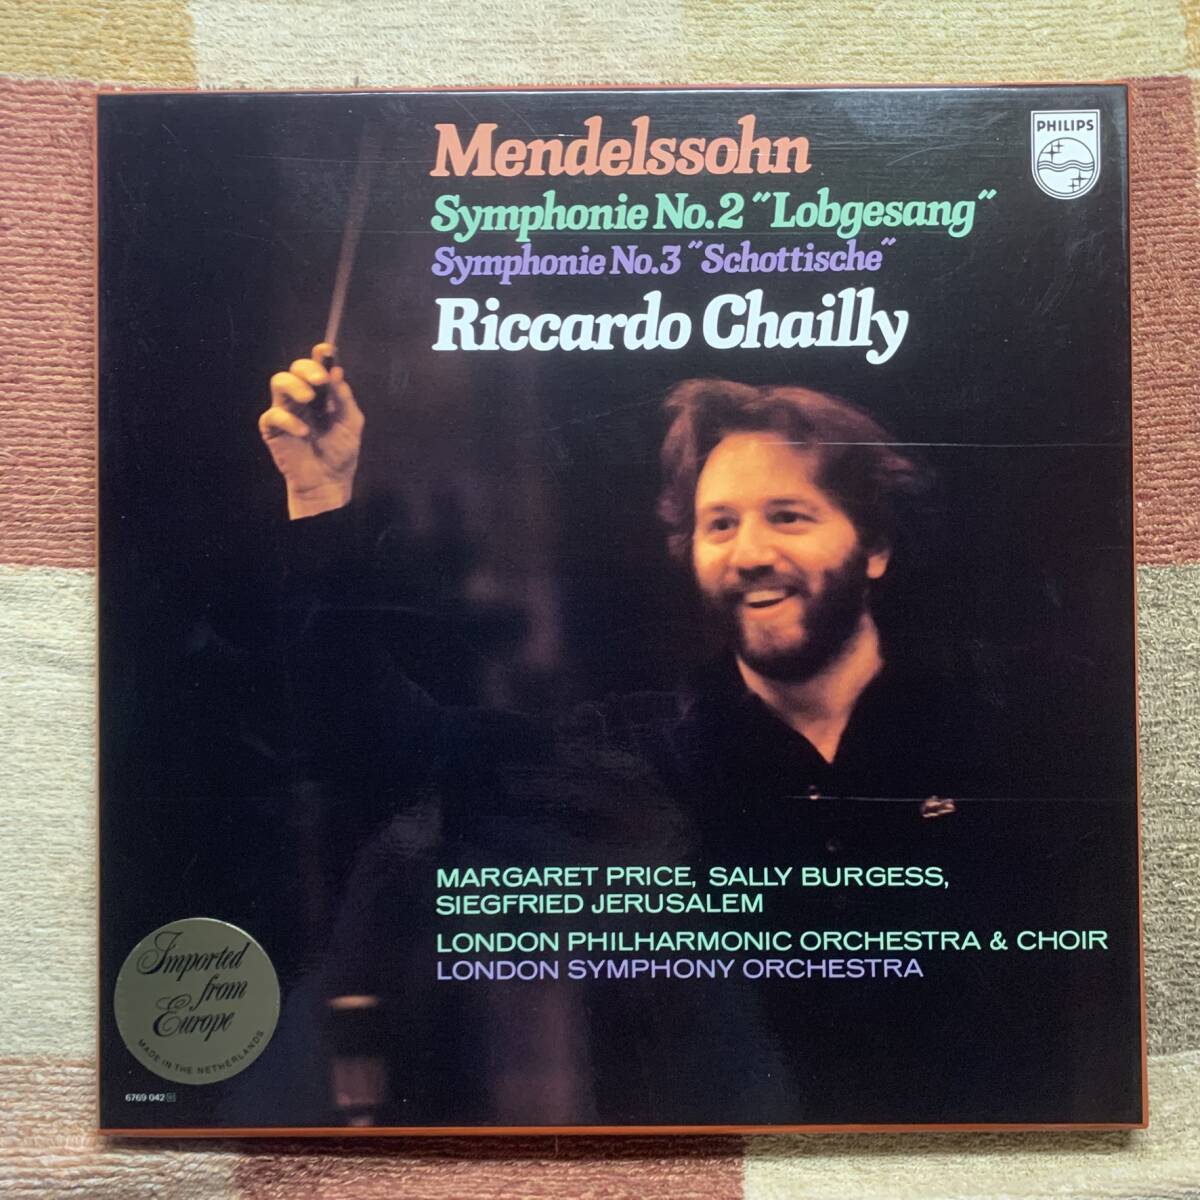 Mendelssohn
PHILIPS
Symphonie No.2 "Lobgesang"
Symphonie No.3 "Schottische"
Riccardo Chailly
MARGARET PRICE, SALLY BURGESS,
SIEGFRIED JERUSALEM
LONDON PHILHARMONIC ORCHESTRA & CHOIR
LONDON SYMPHONY ORCHESTRA
Imported
from
Europe
MADE IN THE NETHERLANDS
6769 042